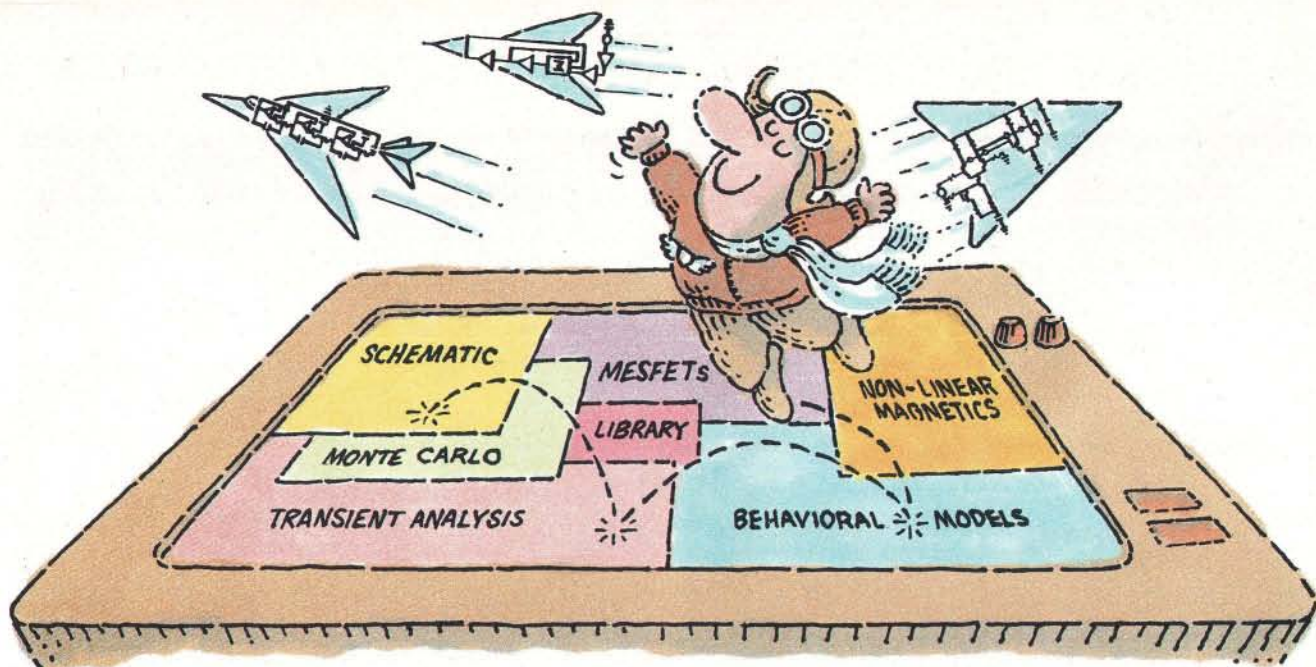 SCHEMATIC
MESFETs
NON-LINEAR
MAGNETICS
LIBRARY
MONTE CARLO
TRANSIENT ANALYSIS
BEHAVIORAL MODELS